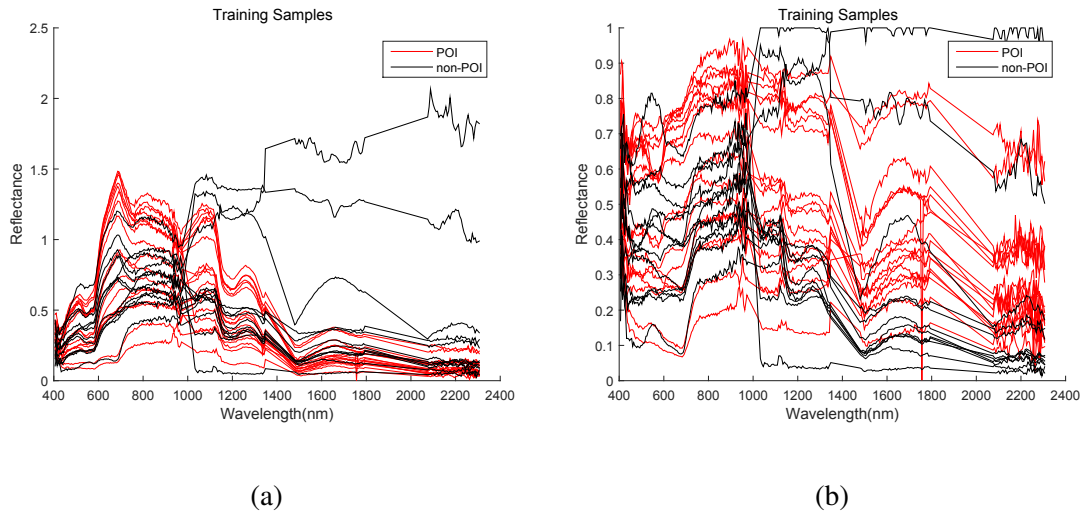 Training Samples
2.5
2
1.5
1
0.5
0
Reflectance
POI
non-POI
400 600 800 1000 1200 1400 1600 1800 2000 2200 2400
Wavelength(nm)
(a)
Training Samples
1
0.9
0.8
0.7
0.6
0.5
0.4
0.3
0.2
0.1
0
Reflectance
POI
non-POI
400 600 800 1000 1200 1400 1600 1800 2000 2200 2400
Wavelength(nm)
(b)